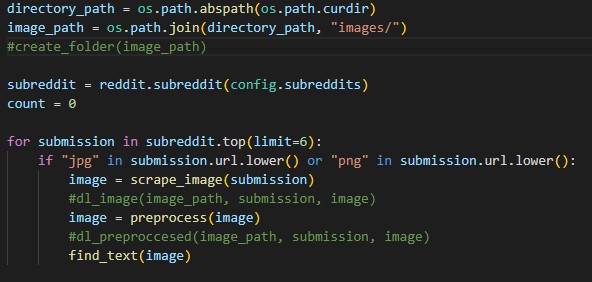 directory_path = os.path.abspath(os.path.curdir)
image_path = os.path.join(directory_path, "images/")
#create_folder(image_path)

subreddit = reddit.subreddit(config.subreddits)
count = 0

for submission in subreddit.top(limit=6):
    if "jpg" in submission.url.lower() or "png" in submission.url.lower():
        image = scrape_image(submission)
        #dl_image(image_path, submission, image)
        image = preprocess(image)
        #dl_preproccesed(image_path, submission, image)
        find_text(image)